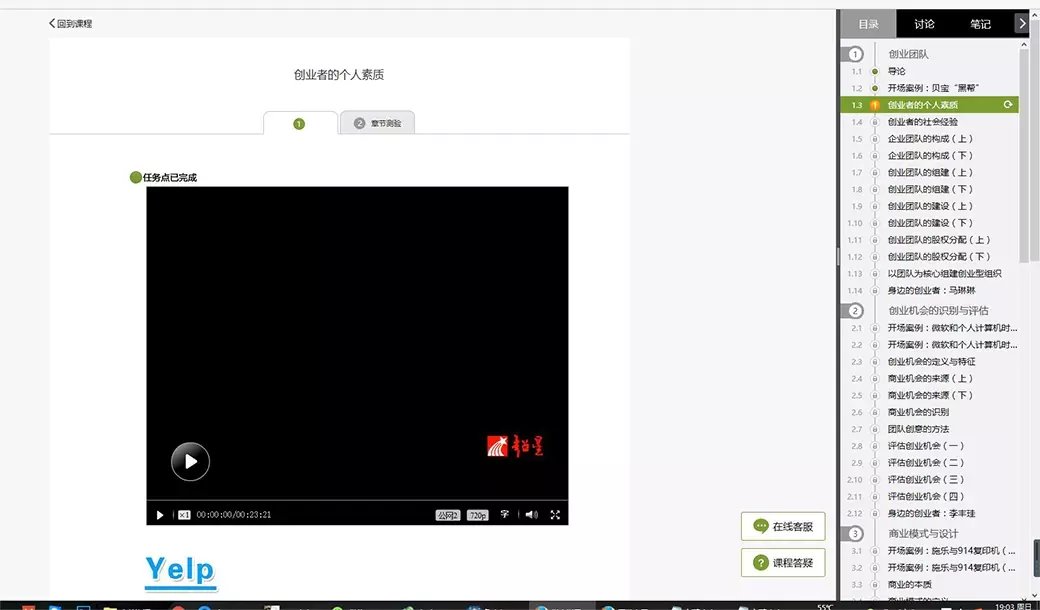 回到课程
创业者的个人素质
1
2 章节测验
任务点已完成
×1 00:00:00/00:23:21 公网2 720p 字
Yelp
在线客服
课程答疑
目录 讨论 笔记
1 创业团队
1.1 导论
1.2 开场案例：贝宝“黑帮”
1.3 1 创业者的个人素质
1.4 创业者的社会经验
1.5 企业团队的构成（上）
1.6 企业团队的构成（下）
1.7 创业团队的组建（上）
1.8 创业团队的组建（下）
1.9 创业团队的建设（上）
1.10 创业团队的建设（下）
1.11 创业团队的股权分配（上）
1.12 创业团队的股权分配（下）
1.13 以团队为核心组建创业型组织
1.14 身边的创业者：马琳琳
2 创业机会的识别与评估
2.1 开场案例：微软和个人计算机时...
2.2 开场案例：微软和个人计算机时...
2.3 创业机会的定义与特征
2.4 商业机会的来源（上）
2.5 商业机会的来源（下）
2.6 商业机会的识别
2.7 团队创意的方法
2.8 评估创业机会（一）
2.9 评估创业机会（二）
2.10 评估创业机会（三）
2.11 评估创业机会（四）
2.12 身边的创业者：李丰珪
3 商业模式与设计
3.1 开场案例：施乐与914复印机（...
3.2 开场案例：施乐与914复印机（...
3.3 商业的本质
55℃
19:03 周日